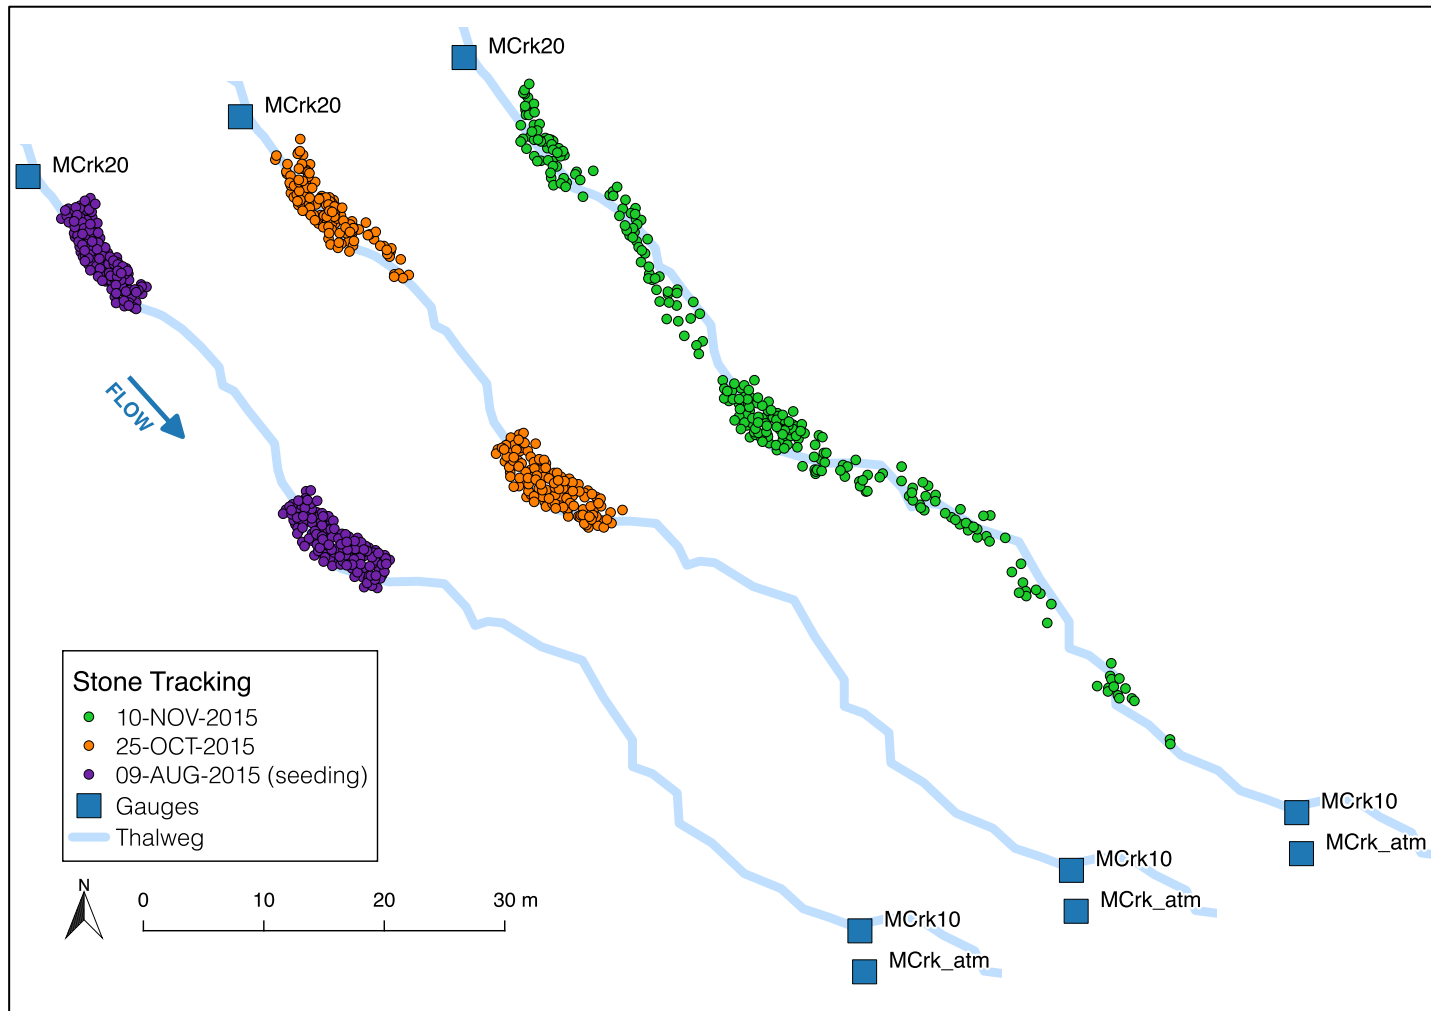 MCrk20
MCrk20
MCrk20
FLOW
Stone Tracking
10-NOV-2015
25-OCT-2015
09-AUG-2015 (seeding)
Gauges
Thalweg
N
0 10 20 30 m
MCrk10
MCrk_atm
MCrk10
MCrk_atm
MCrk10
MCrk_atm